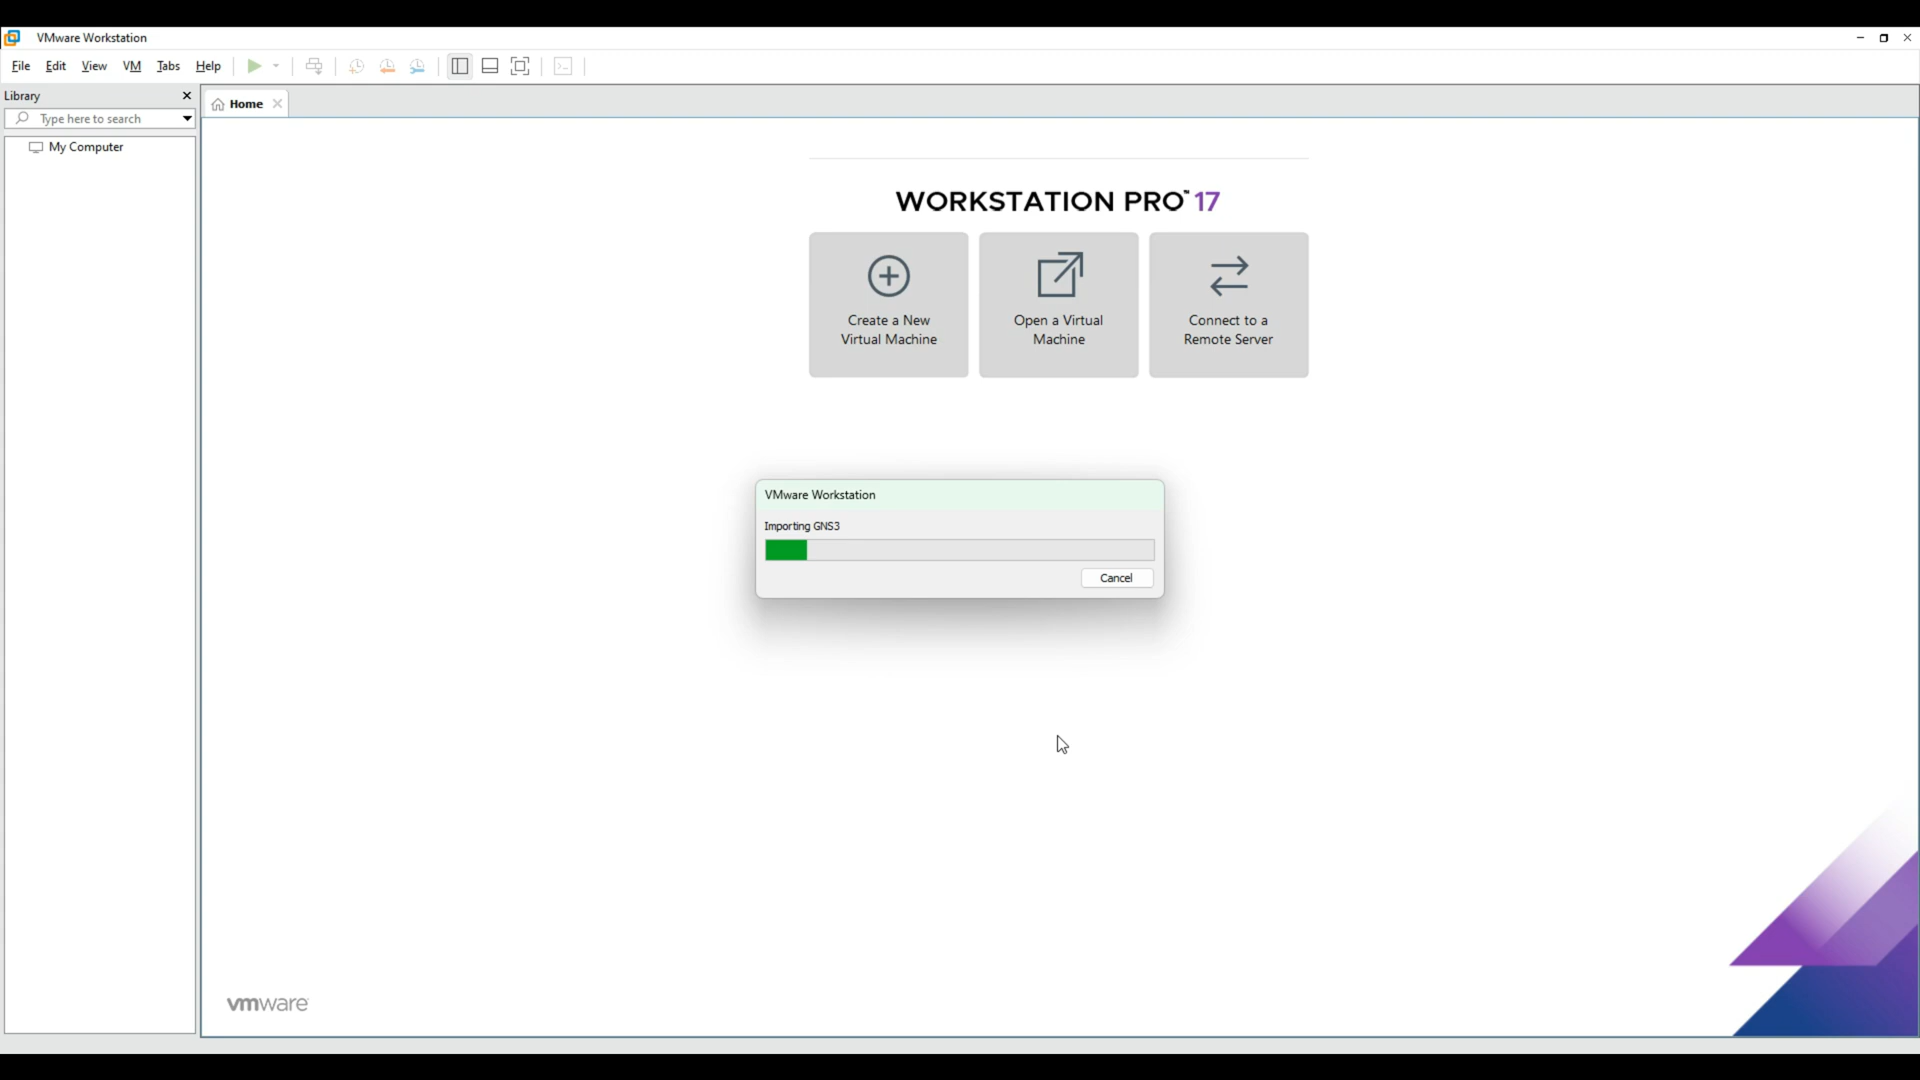 VMware Workstation
File Edit View VM Tabs Help
Library
Home
Type here to search
My Computer
WORKSTATION PRO™ 17
Create a New
Virtual Machine
Open a Virtual
Machine
Connect to a
Remote Server
VMware Workstation
Importing GNS3
Cancel
vmware